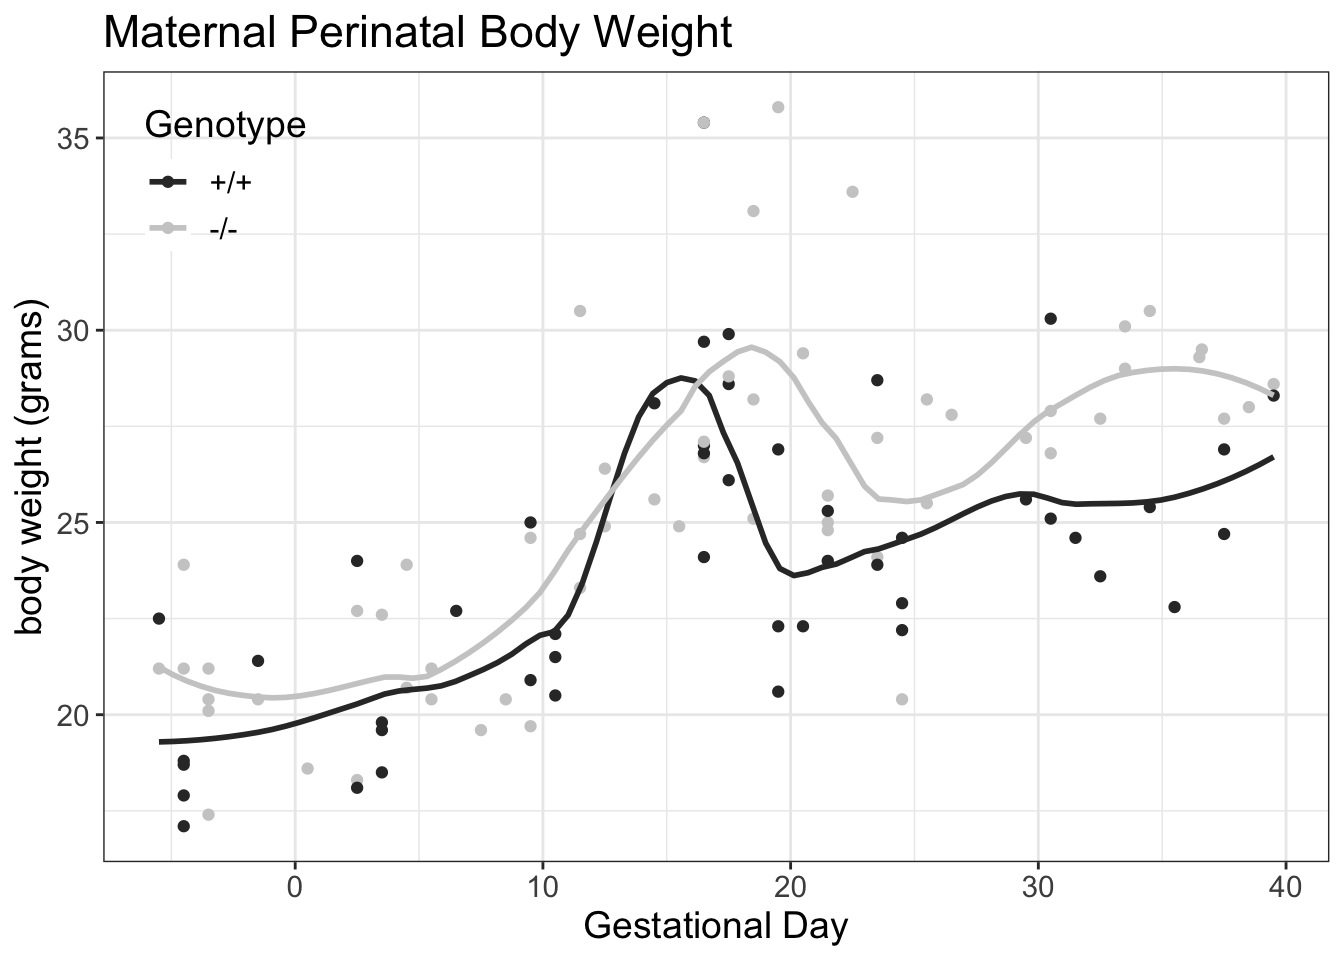 Maternal Perinatal Body Weight
Genotype
+/+
-/-
35
30
25
20
body weight (grams)
0 10 20 30 40
Gestational Day